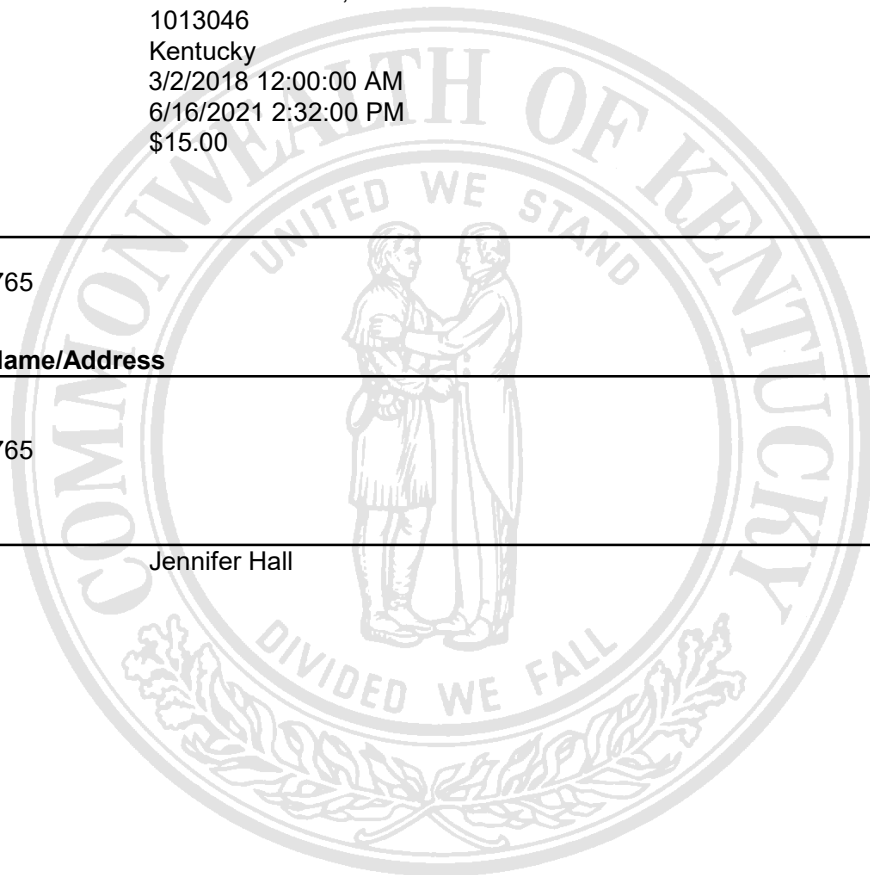 1013046
Kentucky
3/2/2018 12:00:00 AM
6/16/2021 2:32:00 PM
$15.00
765
Name/Address
765
Jennifer Hall
COMMONWEALTH OF KENTUCKY
UNITED WE STAND
DIVIDED WE FALL